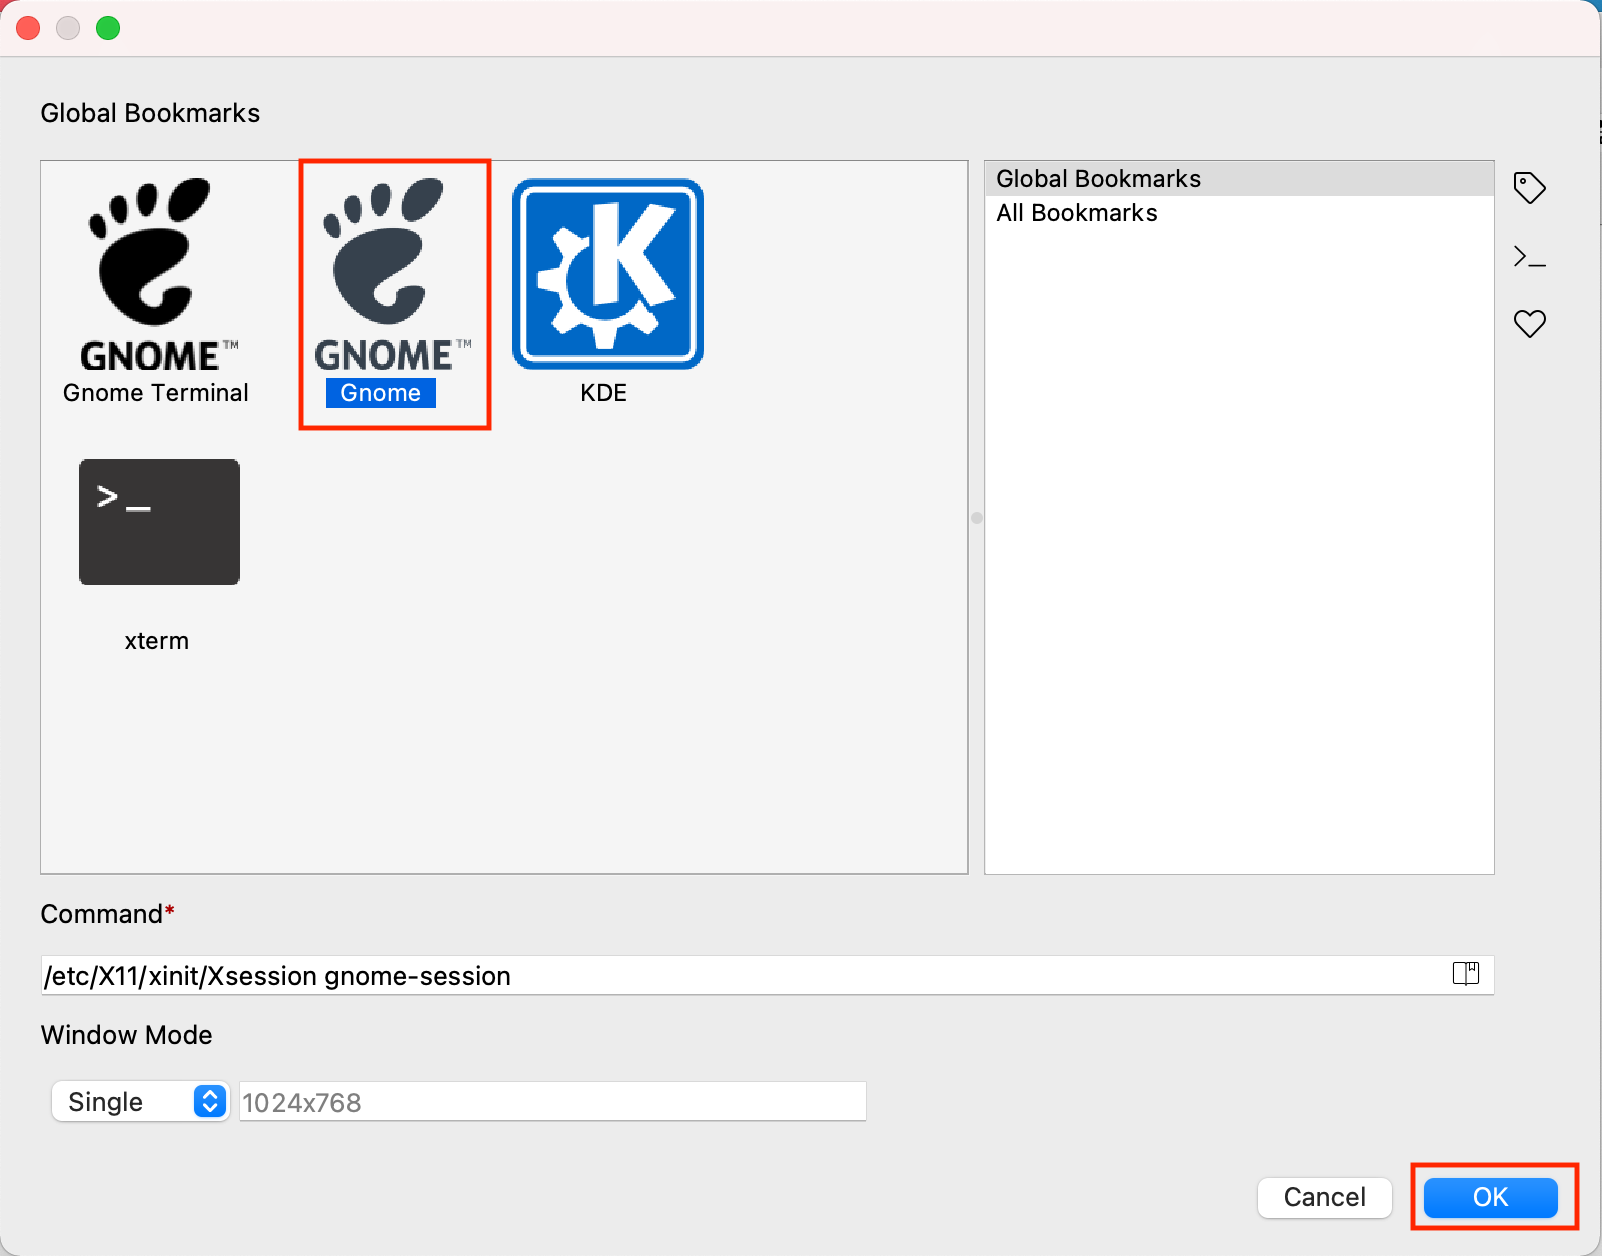 Global Bookmarks
GNOME™
Gnome Terminal
GNOME™
Gnome
K
KDE
>_
xterm
Global Bookmarks
All Bookmarks
>_
Command*
/etc/X11/xinit/Xsession gnome-session
Window Mode
Single
1024x768
Cancel
OK